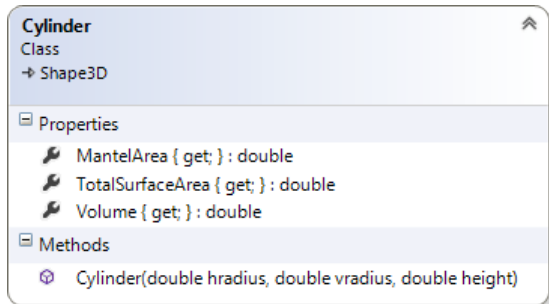 Cylinder
Class
Shape3D
Properties
MantelArea { get; } : double
TotalSurfaceArea { get; } : double
Volume { get; } : double
Methods
Cylinder(double hradius, double vradius, double height)